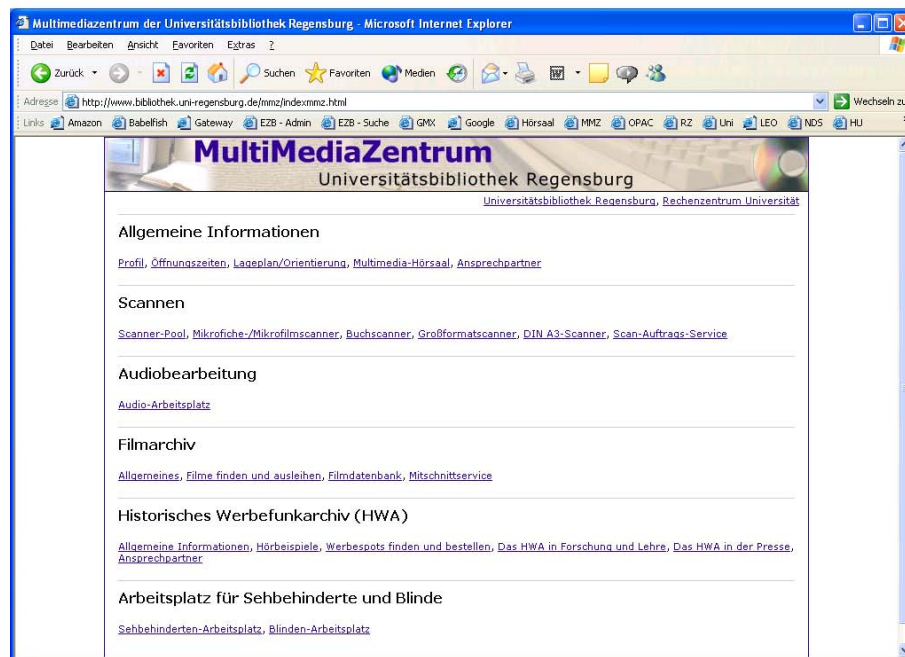 Multimediazentrum der Universitätsbibliothek Regensburg - Microsoft Internet Explorer
Datei Bearbeiten Ansicht Favoriten Extras ?
Zurück Suchen Favoriten Medien
Adresse http://www.bibliothek.uni-regensburg.de/mmz/indexmmz.html Wechseln zu
Links Amazon Babelfish Gateway EZB - Admin EZB - Suche GMX Google Hörsaal MMZ OPAC RZ Uni LEO NDS HU
MultiMediaZentrum
Universitätsbibliothek Regensburg
Universitätsbibliothek Regensburg, Rechenzentrum Universität
Allgemeine Informationen
Profil, Öffnungszeiten, Lageplan/Orientierung, Multimedia-Hörsaal, Ansprechpartner
Scannen
Scanner-Pool, Mikrofiche-/Mikrofilmscanner, Buchscanner, Großformatscanner, DIN A3-Scanner, Scan-Auftrags-Service
Audiobearbeitung
Audio-Arbeitsplatz
Filmarchiv
Allgemeines, Filme finden und ausleihen, Filmdatenbank, Mitschnittservice
Historisches Werbefunkarchiv (HWA)
Allgemeine Informationen, Hörbeispiele, Werbespots finden und bestellen, Das HWA in Forschung und Lehre, Das HWA in der Presse,
Ansprechpartner
Arbeitsplatz für Sehbehinderte und Blinde
Sehbehinderten-Arbeitsplatz, Blinden-Arbeitsplatz